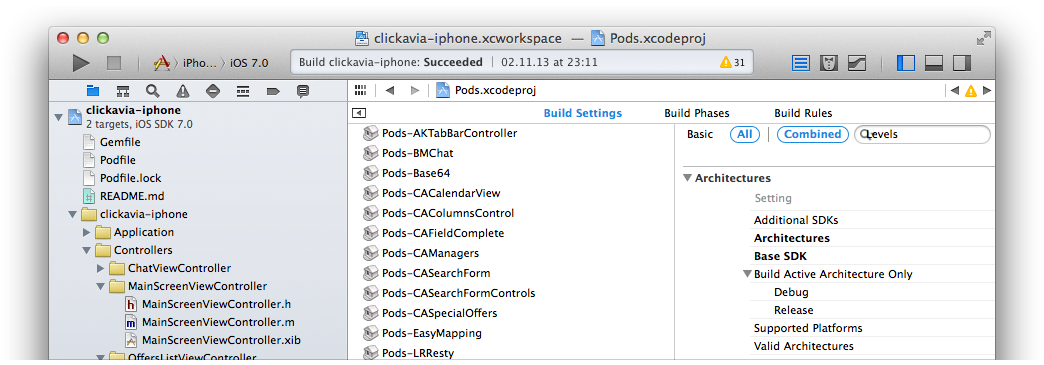 clickavia-iphone.xcworkspace — Pods.xcodeproj
iPho... iOS 7.0
Build clickavia-iphone: Succeeded | 02.11.13 at 23:11
31
Pods.xcodeproj
clickavia-iphone
2 targets, iOS SDK 7.0
Gemfile
Podfile
Podfile.lock
README.md
clickavia-iphone
Application
Controllers
ChatViewController
MainScreenViewController
h MainScreenViewController.h
m MainScreenViewController.m
MainScreenViewController.xib
OffersListViewController
Build Settings Build Phases Build Rules
Pods-AKTabBarController
Pods-BMChat
Pods-Base64
Pods-CACalendarView
Pods-CAColumnsControl
Pods-CAFieldComplete
Pods-CAManagers
Pods-CASearchForm
Pods-CASearchFormControls
Pods-CASpecialOffers
Pods-EasyMapping
Pods-LRResty
Basic All Combined Levels
Architectures
Setting
Additional SDKs
Architectures
Base SDK
Build Active Architecture Only
Debug
Release
Supported Platforms
Valid Architectures